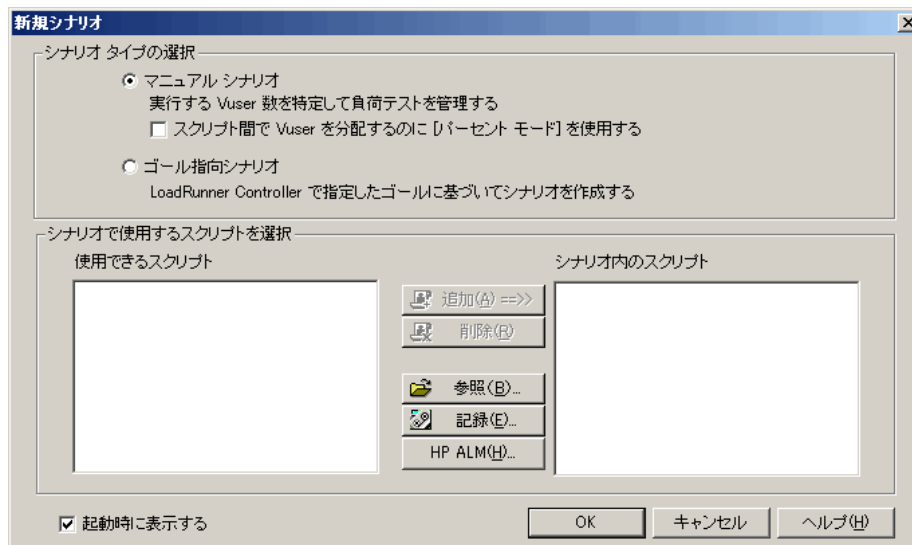 新規シナリオ
シナリオ タイプの選択
マニュアル シナリオ
実行する Vuser 数を特定して負荷テストを管理する
スクリプト間で Vuser を分配するのに [パーセント モード] を使用する
ゴール指向シナリオ
LoadRunner Controller で指定したゴールに基づいてシナリオを作成する
シナリオで使用するスクリプトを選択
使用できるスクリプト
シナリオ内のスクリプト
追加(A) ==>>
削除(R)
参照(B)...
記録(E)...
HP ALM(H)...
起動時に表示する
OK
キャンセル
ヘルプ(H)